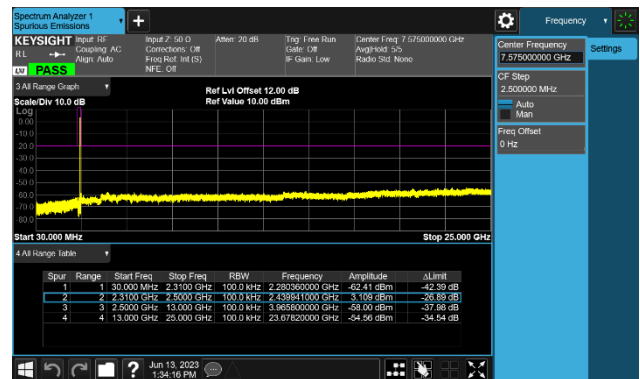 Spectrum Analyzer 1
Spurious Emissions
Frequency
KEYSIGHT Input: RF
R L
Coupling: AC
Align: Auto
LXI PASS
Input Z: 50 Ω
Corrections: Off
Freq Ref: Int (S)
NFE: Off
Atten: 20 dB
Trig: Free Run
Gate: Off
IF Gain: Low
Center Freq: 7.575000000 GHz
Avg|Hold: 5/5
Radio Std: None
Center Frequency
7.575000000 GHz
Settings
CF Step
2.500000 MHz
Auto
Man
Freq Offset
0 Hz
3 All Range Graph
Scale/Div 10.0 dB
Ref Lvl Offset 12.00 dB
Ref Value 10.00 dBm
Log
0.00
-10.0
-20.0
-30.0
-40.0
-50.0
-60.0
-70.0
-80.0
Start 30.000 MHz
Stop 25.000 GHz
4 All Range Table
Spur Range Start Freq Stop Freq RBW Frequency Amplitude ΔLimit
1 1 30.000 MHz 2.3100 GHz 100.0 kHz 2.280360000 GHz -62.41 dBm -42.39 dB
2 2 2.3100 GHz 2.5000 GHz 100.0 kHz 2.439941000 GHz 3.109 dBm -26.89 dB
3 3 2.5000 GHz 13.000 GHz 100.0 kHz 3.965800000 GHz -58.00 dBm -37.98 dB
4 4 13.000 GHz 25.000 GHz 100.0 kHz 23.67820000 GHz -54.56 dBm -34.54 dB
Jun 13, 2023
1:34:16 PM